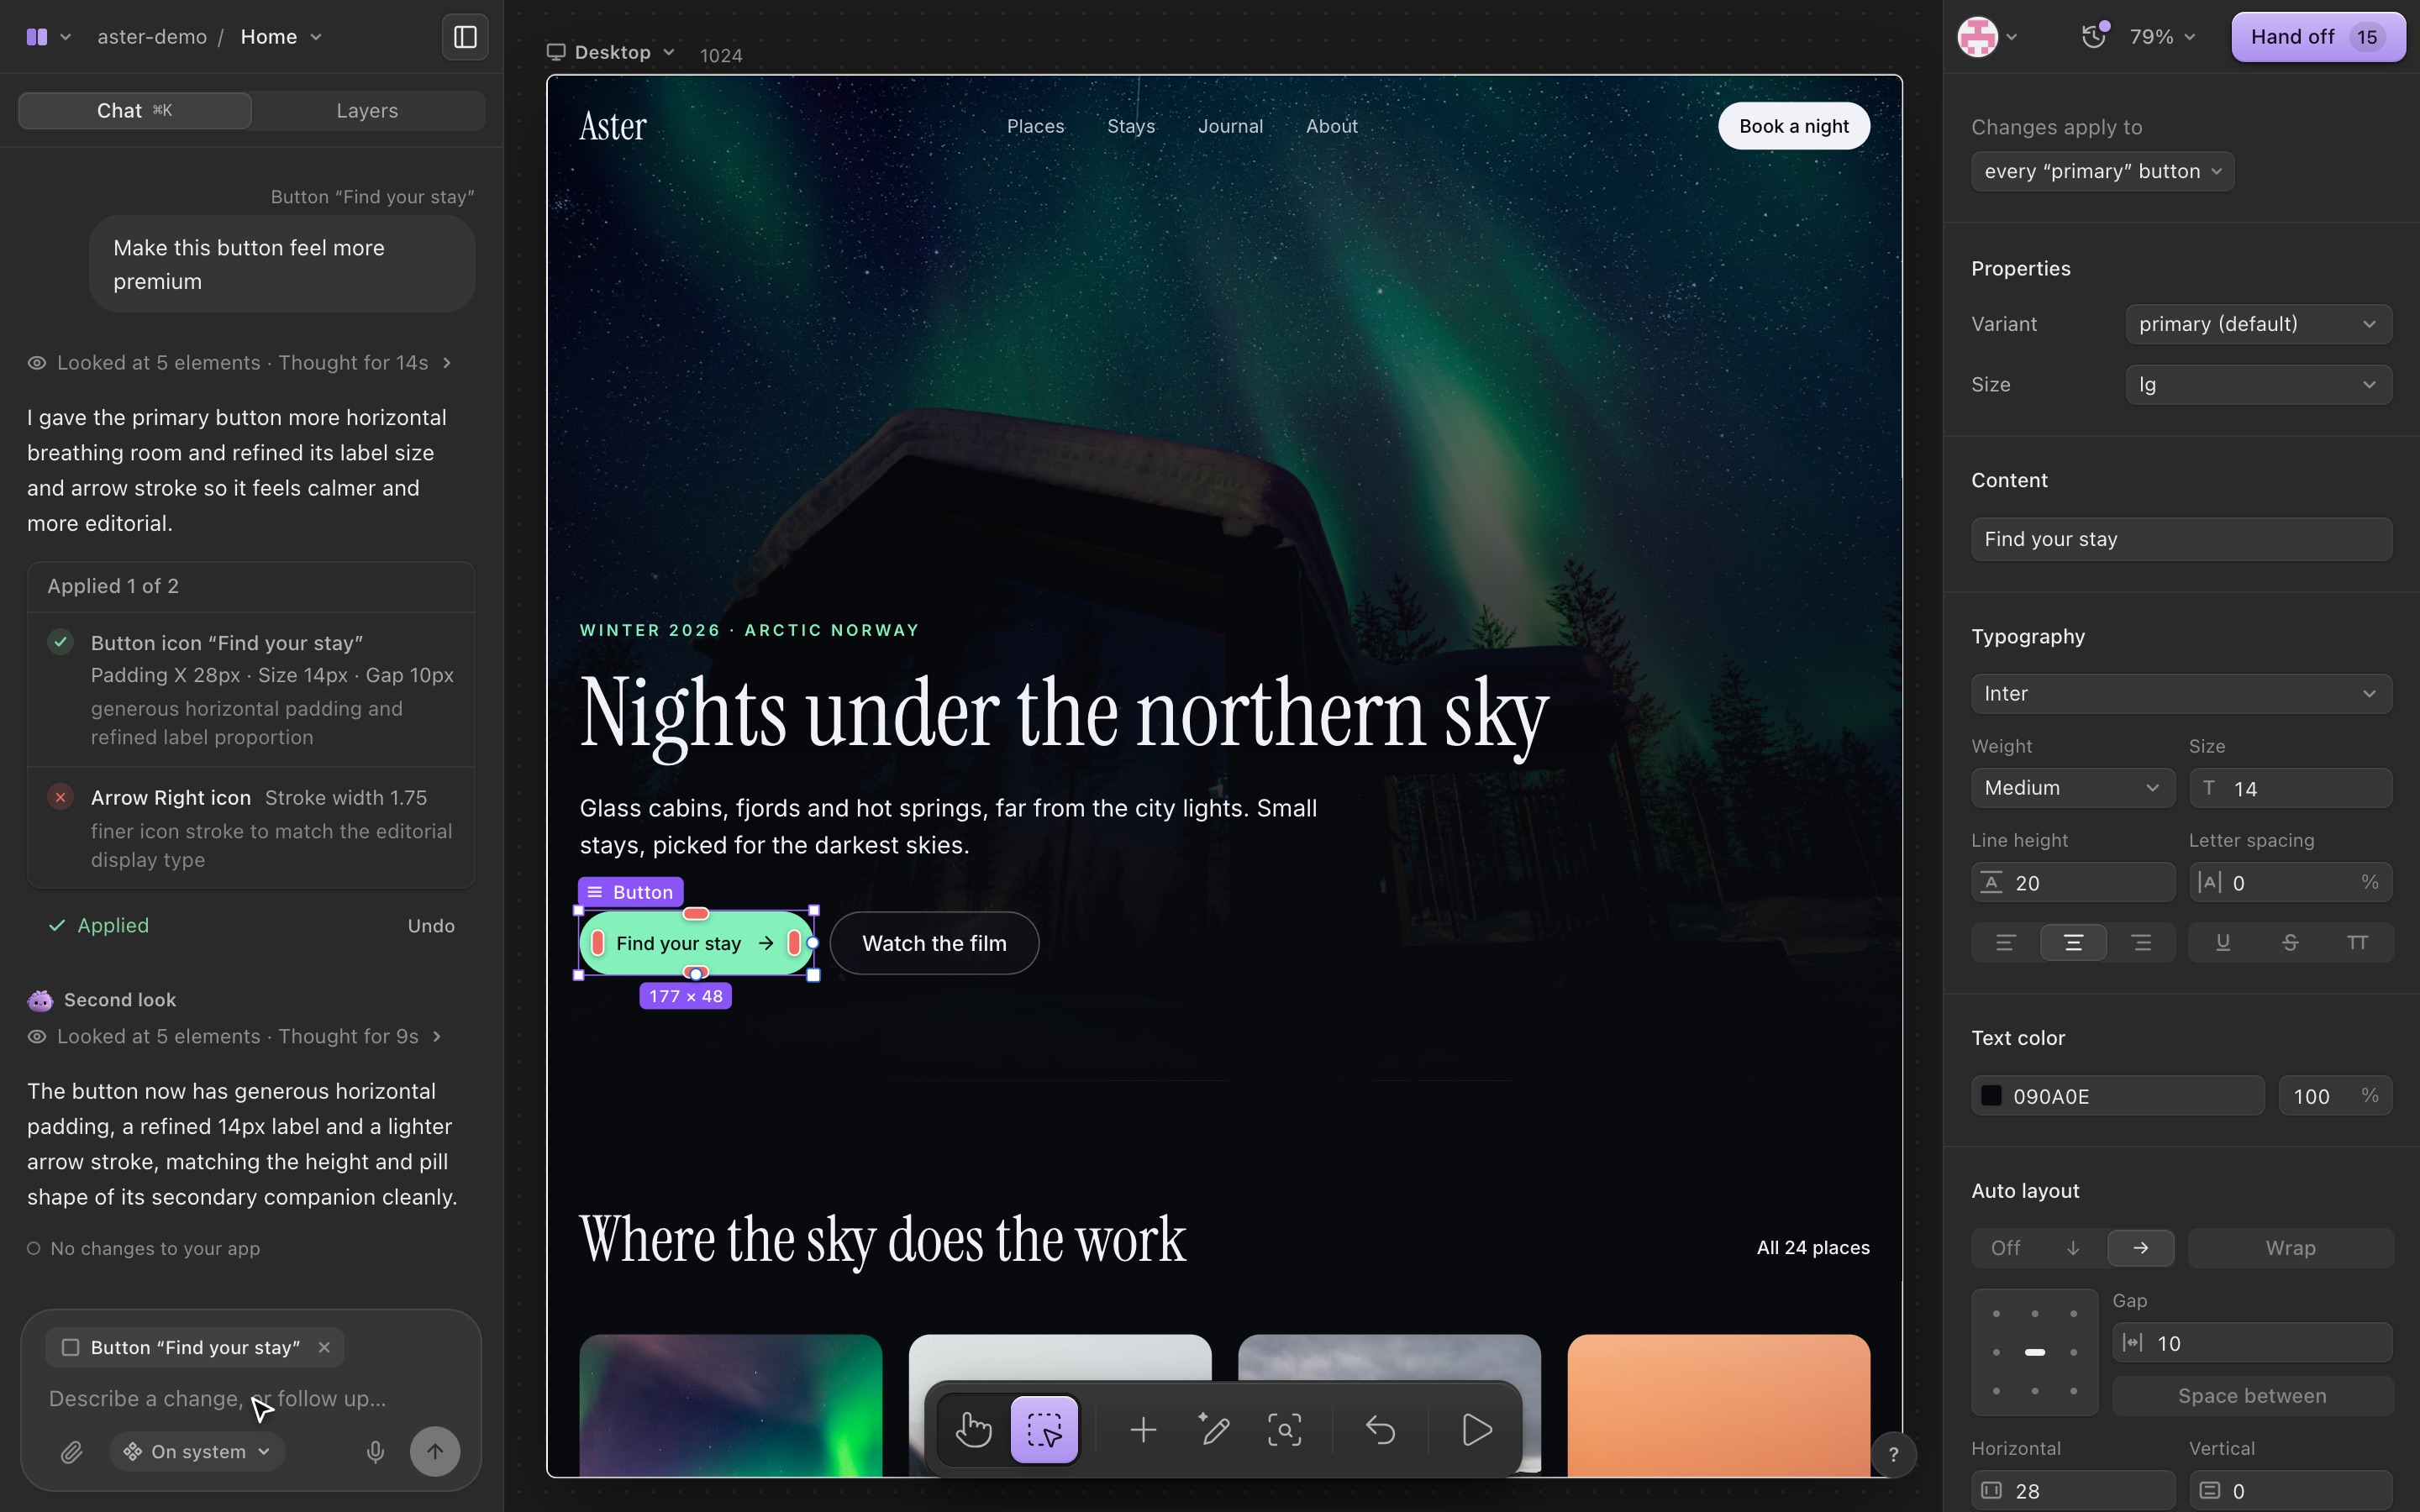 aster-demo / Home
Chat ⌘K
Layers
Button “Find your stay”
Make this button feel more
premium
Looked at 5 elements · Thought for 14s
I gave the primary button more horizontal
breathing room and refined its label size
and arrow stroke so it feels calmer and
more editorial.
Applied 1 of 2
Button icon “Find your stay”
Padding X 28px · Size 14px · Gap 10px
generous horizontal padding and
refined label proportion
Arrow Right icon Stroke width 1.75
finer icon stroke to match the editorial
display type
Applied
Undo
Second look
Looked at 5 elements · Thought for 9s
The button now has generous horizontal
padding, a refined 14px label and a lighter
arrow stroke, matching the height and pill
shape of its secondary companion cleanly.
No changes to your app
Button “Find your stay”
Describe a change, or follow up...
On system
Desktop
1024
Aster
Places
Stays
Journal
About
Book a night
WINTER 2026 · ARCTIC NORWAY
Nights under the northern sky
Glass cabins, fjords and hot springs, far from the city lights. Small
stays, picked for the darkest skies.
Button
Find your stay
Watch the film
177 × 48
Where the sky does the work
All 24 places
?
79%
Hand off 15
Changes apply to
every “primary” button
Properties
Variant
primary (default)
Size
lg
Content
Find your stay
Typography
Inter
Weight
Size
Medium
T 14
Line height
Letter spacing
A 20
A 0 %
U S TT
Text color
090A0E
100 %
Auto layout
Off
Wrap
Gap
10
Space between
Horizontal
Vertical
28
0